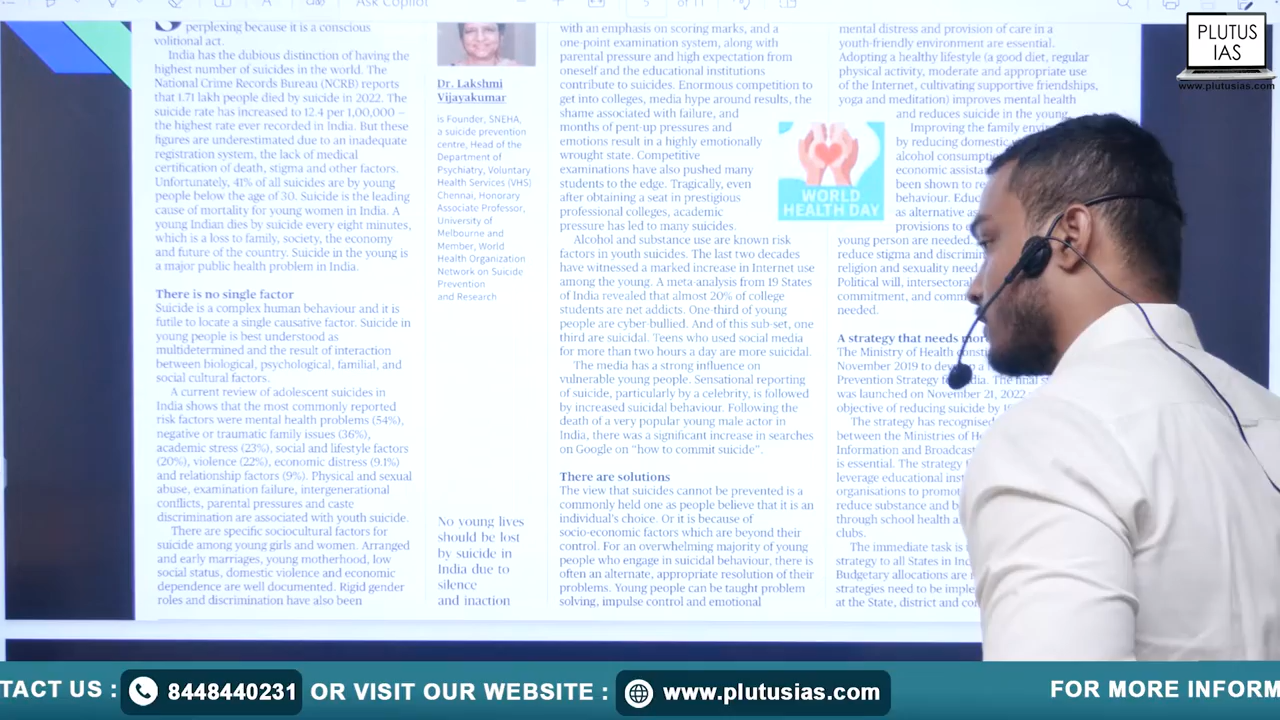 Ask Copilot
5 of 11
perplexing because it is a conscious
volitional act.
India has the dubious distinction of having the
highest number of suicides in the world. The
National Crime Records Bureau (NCRB) reports
that 1.71 lakh people died by suicide in 2022. The
suicide rate has increased to 12.4 per 1,00,000 —
the highest rate ever recorded in India. But these
figures are underestimated due to an inadequate
registration system, the lack of medical
certification of death, stigma and other factors.
Unfortunately, 41% of all suicides are by young
people below the age of 30. Suicide is the leading
cause of mortality for young women in India. A
young Indian dies by suicide every eight minutes,
which is a loss to family, society, the economy
and future of the country. Suicide in the young is
a major public health problem in India.
There is no single factor
Suicide is a complex human behaviour and it is
futile to locate a single causative factor. Suicide in
young people is best understood as
multidetermined and the result of interaction
between biological, psychological, familial, and
social cultural factors.
A current review of adolescent suicides in
India shows that the most commonly reported
risk factors were mental health problems (54%),
negative or traumatic family issues (36%),
academic stress (23%), social and lifestyle factors
(20%), violence (22%), economic distress (9.1%)
and relationship factors (9%). Physical and sexual
abuse, examination failure, intergenerational
conflicts, parental pressures and caste
discrimination are associated with youth suicide.
There are specific sociocultural factors for
suicide among young girls and women. Arranged
and early marriages, young motherhood, low
social status, domestic violence and economic
dependence are well documented. Rigid gender
roles and discrimination have also been
Dr. Lakshmi
Vijayakumar
is Founder, SNEHA,
a suicide prevention
centre, Head of the
Department of
Psychiatry, Voluntary
Health Services (VHS)
Chennai, Honorary
Associate Professor,
University of
Melbourne and
Member, World
Health Organization
Network on Suicide
Prevention
and Research
No young lives
should be lost
by suicide in
India due to
silence
and inaction
with an emphasis on scoring marks, and a
one-point examination system, along with
parental pressure and high expectation from
oneself and the educational institutions
contribute to suicides. Enormous competition to
get into colleges, media hype around results, the
shame associated with failure, and
months of pent-up pressures and
emotions result in a highly emotionally
wrought state. Competitive
examinations have also pushed many
students to the edge. Tragically, even
after obtaining a seat in prestigious
professional colleges, academic
pressure has led to many suicides.
Alcohol and substance use are known risk
factors in youth suicides. The last two decades
have witnessed a marked increase in Internet use
among the young. A meta-analysis from 19 States
of India revealed that almost 20% of college
students are net addicts. One-third of young
people are cyber-bullied. And of this sub-set, one
third are suicidal. Teens who used social media
for more than two hours a day are more suicidal.
The media has a strong influence on
vulnerable young people. Sensational reporting
of suicide, particularly by a celebrity, is followed
by increased suicidal behaviour. Following the
death of a very popular young male actor in
India, there was a significant increase in searches
on Google on "how to commit suicide".
There are solutions
The view that suicides cannot be prevented is a
commonly held one as people believe that it is an
individual's choice. Or it is because of
socio-economic factors which are beyond their
control. For an overwhelming majority of young
people who engage in suicidal behaviour, there is
often an alternate, appropriate resolution of their
problems. Young people can be taught problem
solving, impulse control and emotional
WORLD
HEALTH DAY
mental distress and provision of care in a
youth-friendly environment are essential.
Adopting a healthy lifestyle (a good diet, regular
physical activity, moderate and appropriate use
of the Internet, cultivating supportive friendships,
yoga and meditation) improves mental health
and reduces suicide in the young.
Improving the family
by reducing domestic
alcohol
economic
been shown to
behaviour.
as alternative
provisions to
young person are needed.
reduce stigma and
religion and sexuality need
Political will,
commitment, and
needed.
A strategy that needs
The Ministry of Health
November 2019 to
Prevention Strategy The final
was launched on November 21, 2022
objective of reducing suicide by
The strategy has recognised
between the Ministries of
Information and
is essential. The strategy
leverage educational
organisations to
reduce substance and
through school health
clubs.
The immediate task is
strategy to all States in
Budgetary allocations are
strategies need to be
at the State, district and
PLUTUS
IAS
www.plutusias.com
TACT US : 8448440231 OR VISIT OUR WEBSITE : www.plutusias.com FOR MORE INFORM